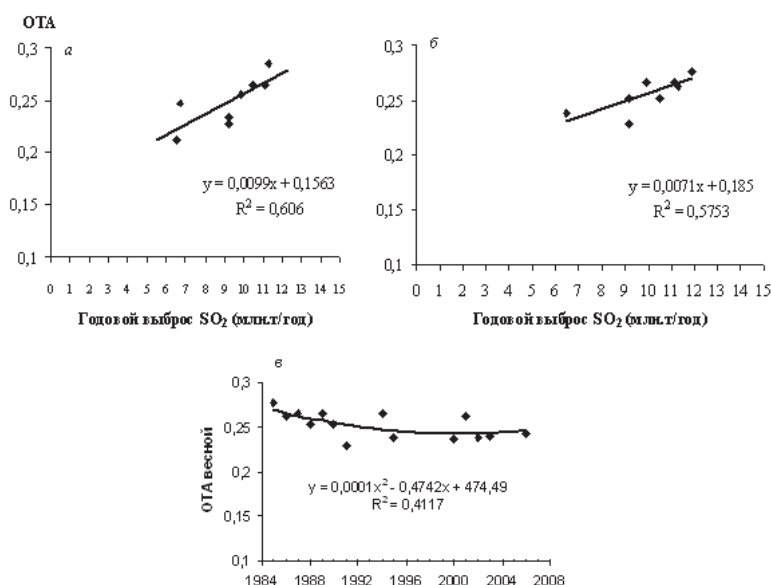 ОТА
а
0,3
0,25
0,2
0,15
0,1
y = 0,0099x + 0,1563
R² = 0,606
0 1 2 3 4 5 6 7 8 9 10 11 12 13 14 15
Годовой выброс SO₂ (млн.т/год)
б
0,3
0,25
0,2
0,15
0,1
y = 0,0071x + 0,185
R² = 0,5753
0 1 2 3 4 5 6 7 8 9 10 11 12 13 14 15
Годовой выброс SO₂ (млн.т/год)
в
ОТА весной
0,3
0,25
0,2
0,15
0,1
y = 0,0001x² - 0,4742x + 474,49
R² = 0,4117
1984 1988 1992 1996 2000 2004 2008